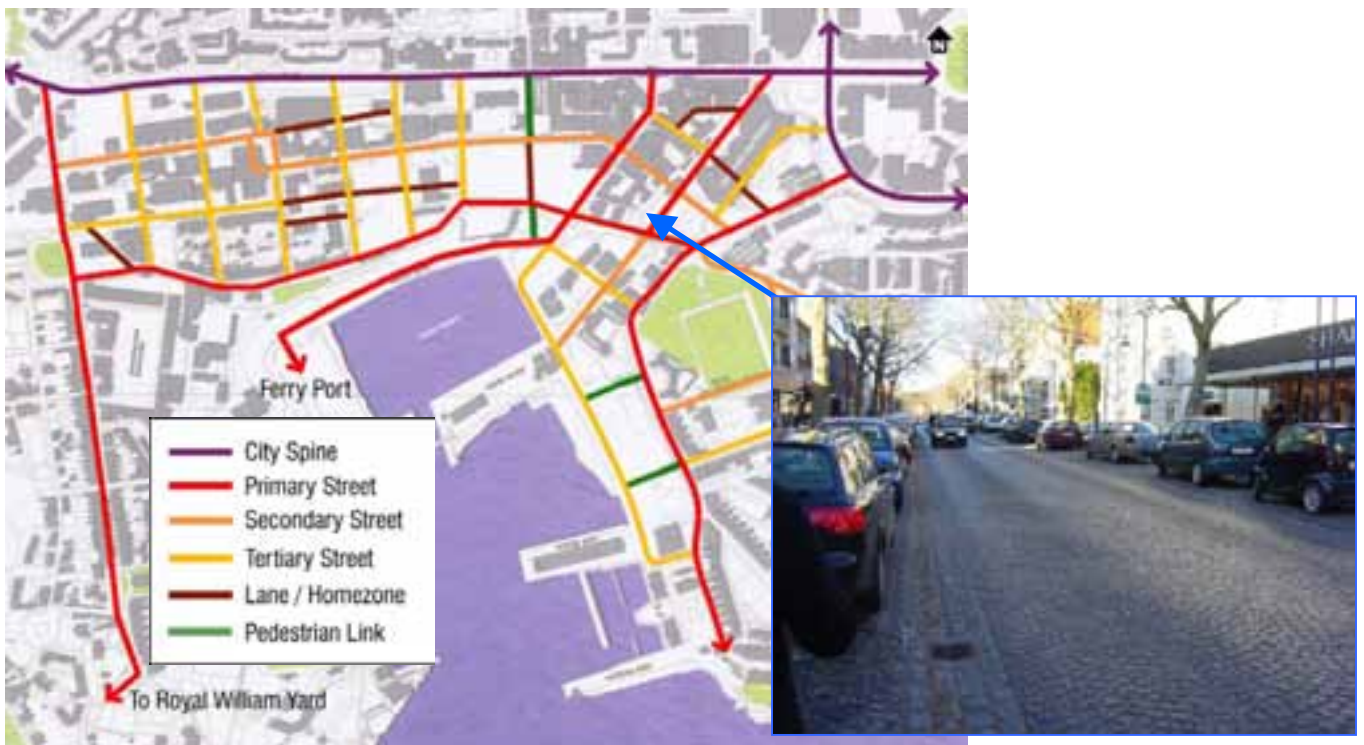 N
Ferry Port
City Spine
Primary Street
Secondary Street
Tertiary Street
Lane / Homezone
Pedestrian Link
To Royal William Yard